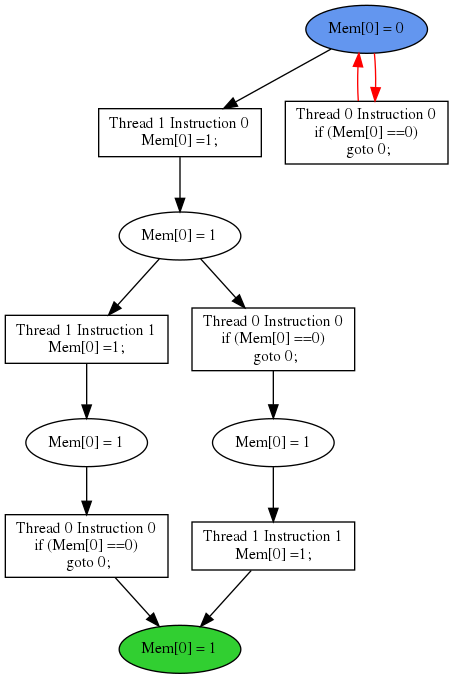 Mem[0] = 0
Thread 1 Instruction 0
Mem[0] =1;
Thread 0 Instruction 0
if (Mem[0] ==0)
goto 0;
Mem[0] = 1
Thread 1 Instruction 1
Mem[0] =1;
Thread 0 Instruction 0
if (Mem[0] ==0)
goto 0;
Mem[0] = 1
Mem[0] = 1
Thread 0 Instruction 0
if (Mem[0] ==0)
goto 0;
Thread 1 Instruction 1
Mem[0] =1;
Mem[0] = 1